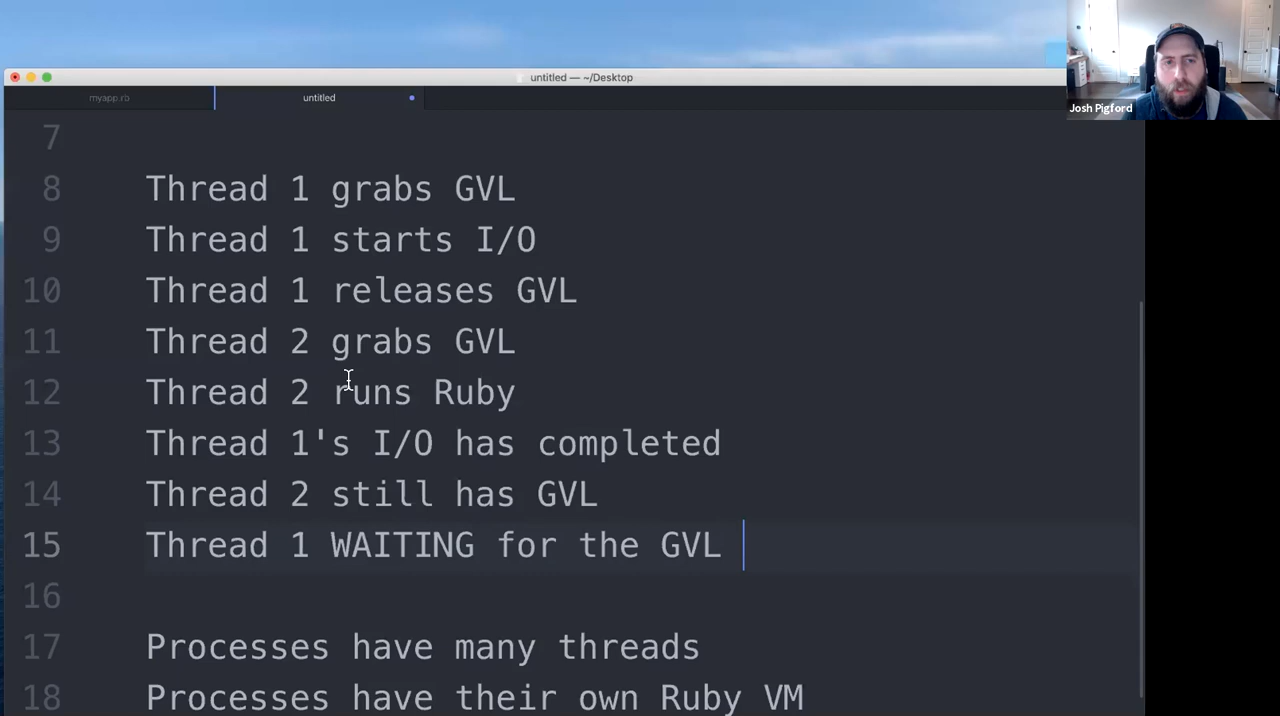 untitled — ~/Desktop
myapp.rb
untitled
Josh Pigford
7
8 Thread 1 grabs GVL
9 Thread 1 starts I/O
10 Thread 1 releases GVL
11 Thread 2 grabs GVL
12 Thread 2 runs Ruby
13 Thread 1's I/O has completed
14 Thread 2 still has GVL
15 Thread 1 WAITING for the GVL
16
17 Processes have many threads
18 Processes have their own Ruby VM